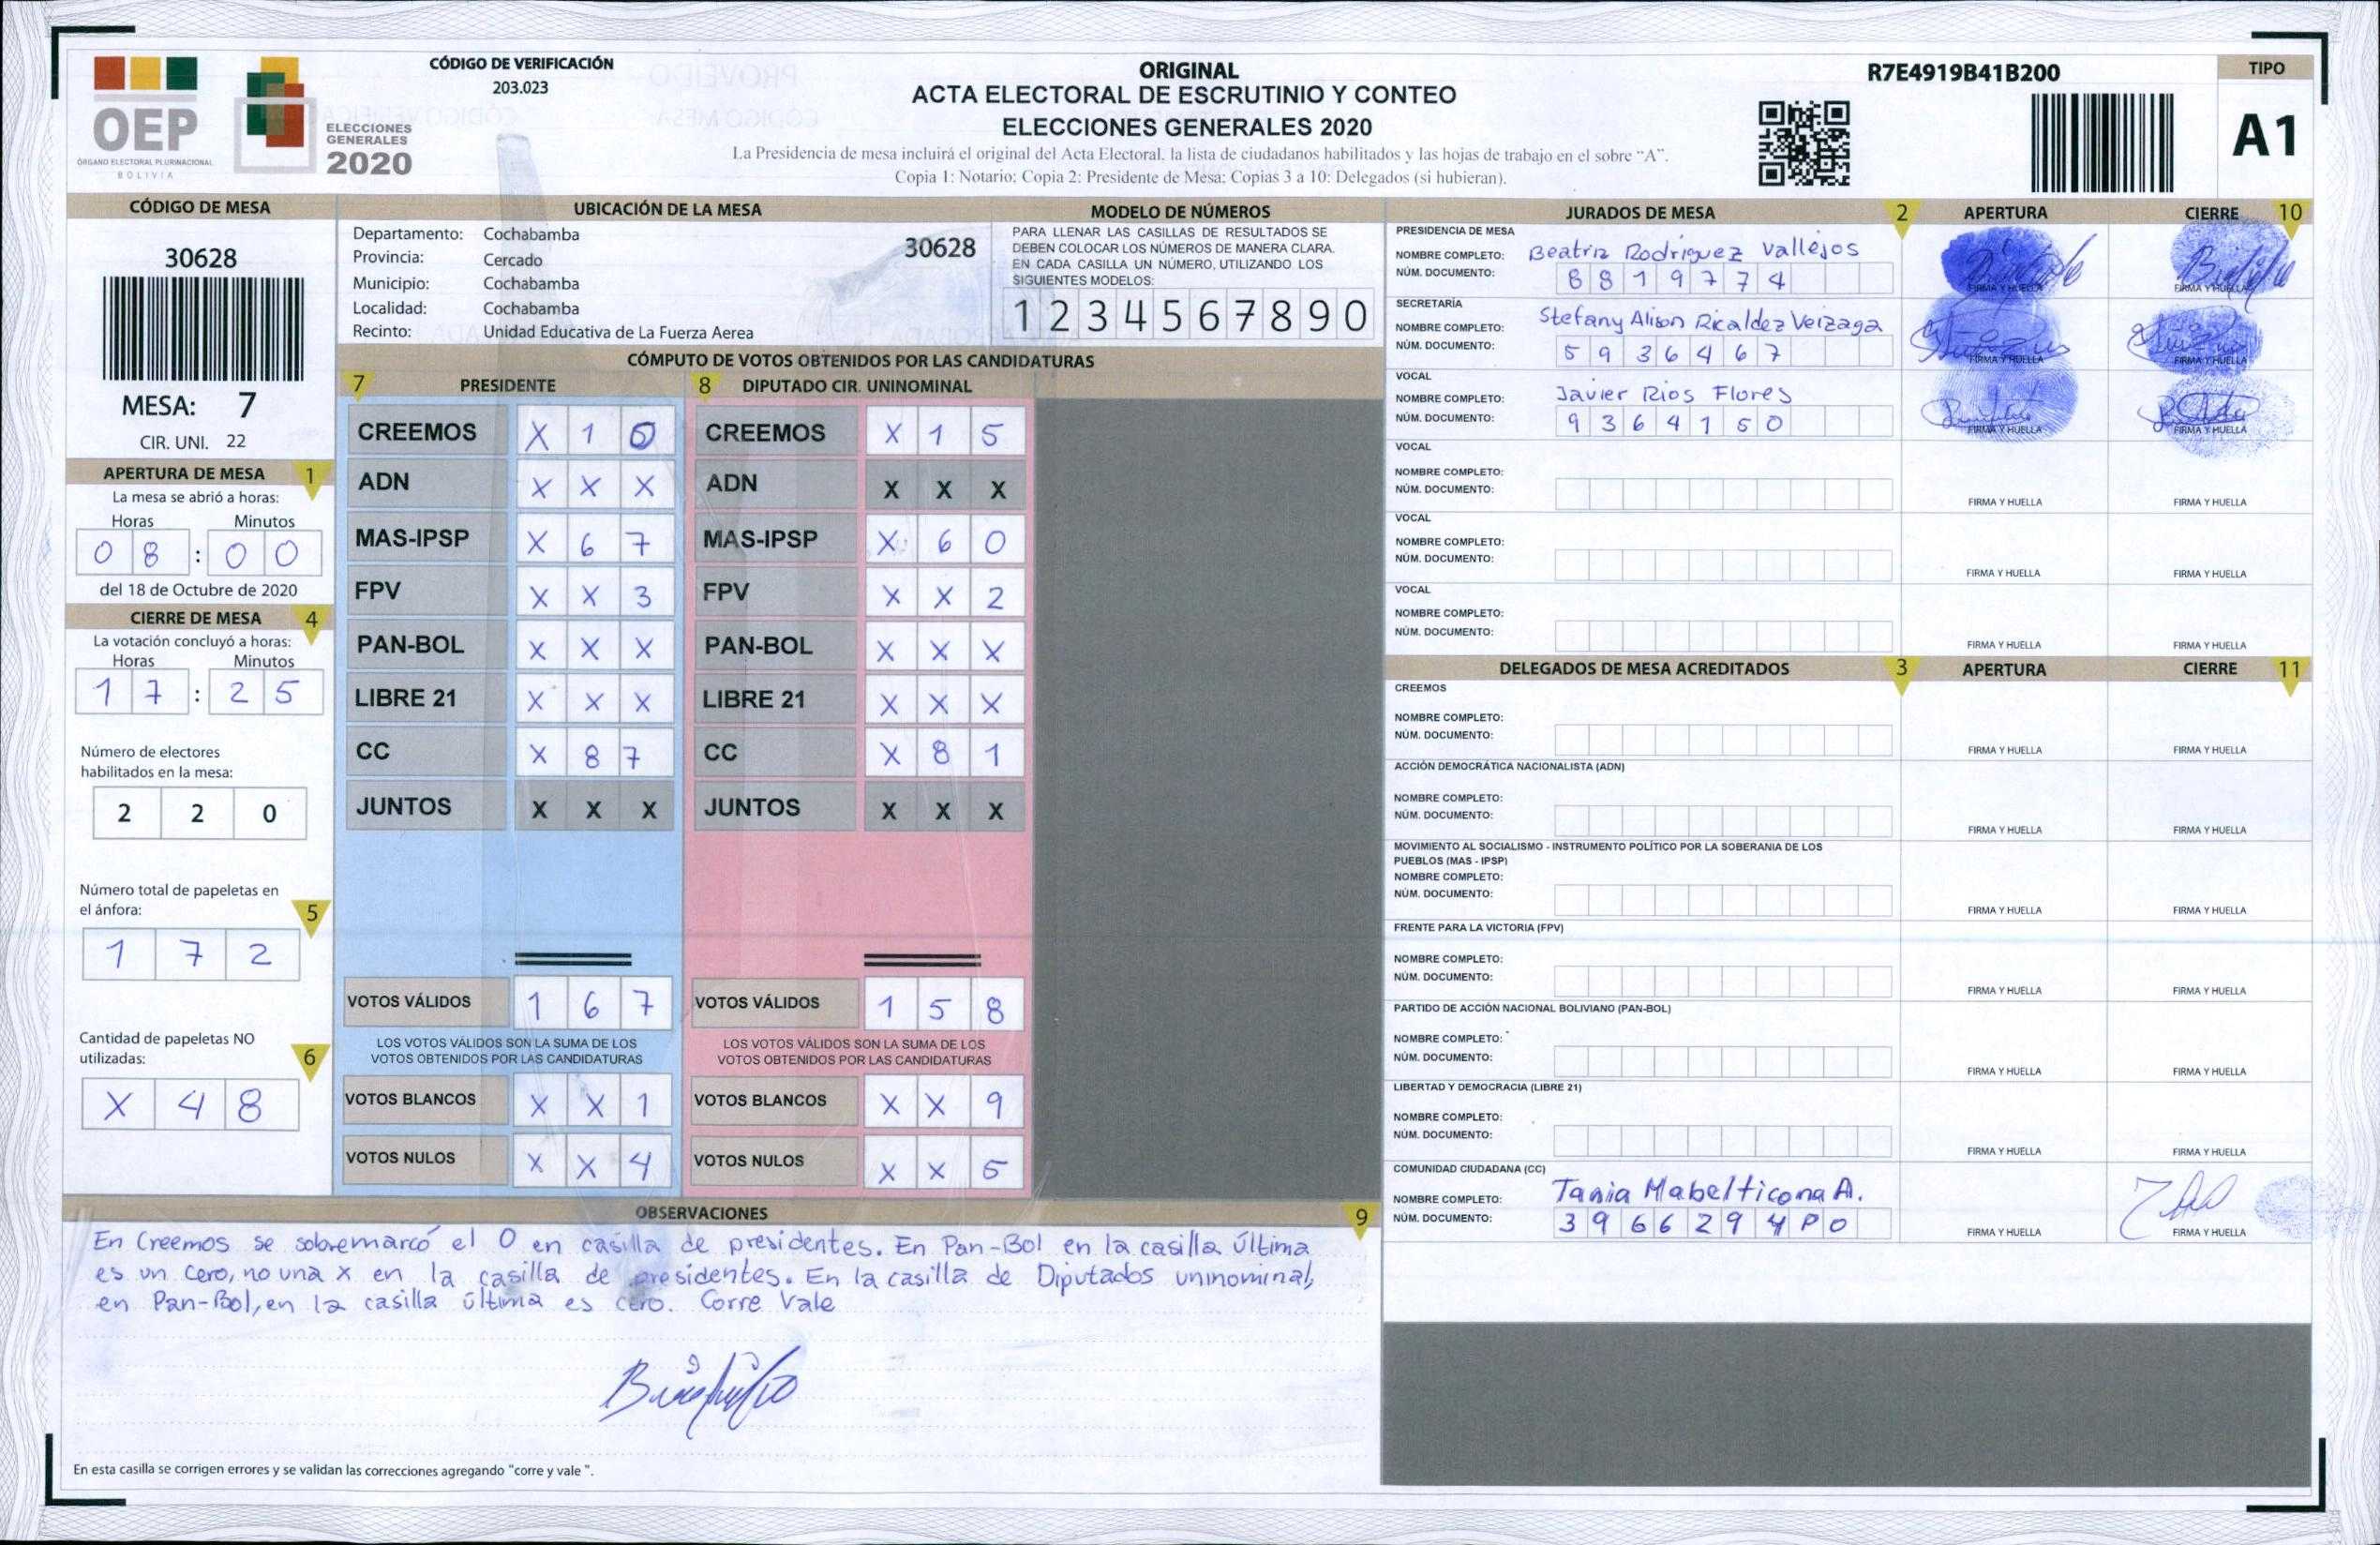 OEP
ÓRGANO ELECTORAL PLURINACIONAL
BOLIVIA
ELECCIONES
GENERALES
2020
CÓDIGO DE VERIFICACIÓN
203.023
ORIGINAL
ACTA ELECTORAL DE ESCRUTINIO Y CONTEO
ELECCIONES GENERALES 2020
La Presidencia de mesa incluirá el original del Acta Electoral, la lista de ciudadanos habilitados y las hojas de trabajo en el sobre "A".
Copia 1: Notario; Copia 2: Presidente de Mesa; Copias 3 a 10: Delegados (si hubieran).
R7E4919B41B200
TIPO
A1
CÓDIGO DE MESA
30628
MESA: 7
CIR. UNI. 22
APERTURA DE MESA 1
La mesa se abrió a horas:
Horas Minutos
0 8 : 0 0
del 18 de Octubre de 2020
CIERRE DE MESA 4
La votación concluyó a horas:
Horas Minutos
1 7 : 2 5
Número de electores
habilitados en la mesa:
2 2 0
Número total de papeletas en
el ánfora: 5
1 7 2
Cantidad de papeletas NO
utilizadas: 6
X 4 8
UBICACIÓN DE LA MESA
Departamento: Cochabamba
Provincia: Cercado
Municipio: Cochabamba
Localidad: Cochabamba
Recinto: Unidad Educativa de La Fuerza Aerea
30628
MODELO DE NÚMEROS
PARA LLENAR LAS CASILLAS DE RESULTADOS SE
DEBEN COLOCAR LOS NÚMEROS DE MANERA CLARA.
EN CADA CASILLA UN NÚMERO, UTILIZANDO LOS
SIGUIENTES MODELOS:
1 2 3 4 5 6 7 8 9 0
CÓMPUTO DE VOTOS OBTENIDOS POR LAS CANDIDATURAS
7 PRESIDENTE 8 DIPUTADO CIR. UNINOMINAL
CREEMOS X 1 0 CREEMOS X 1 5
ADN X X X ADN X X X
MAS-IPSP X 6 7 MAS-IPSP X 6 0
FPV X X 3 FPV X X 2
PAN-BOL X X X PAN-BOL X X X
LIBRE 21 X X X LIBRE 21 X X X
CC X 8 7 CC X 8 1
JUNTOS X X X JUNTOS X X X
VOTOS VÁLIDOS 1 6 7 VOTOS VÁLIDOS 1 5 8
LOS VOTOS VÁLIDOS SON LA SUMA DE LOS LOS VOTOS VÁLIDOS SON LA SUMA DE LOS
VOTOS OBTENIDOS POR LAS CANDIDATURAS VOTOS OBTENIDOS POR LAS CANDIDATURAS
VOTOS BLANCOS X X 1 VOTOS BLANCOS X X 9
VOTOS NULOS X X 4 VOTOS NULOS X X 5
OBSERVACIONES 9
En Creemos se sobremarcó el 0 en casilla de presidentes. En Pan-Bol en la casilla última
es un cero, no una x en la casilla de presidentes. En la casilla de Diputados uninominal,
en Pan-Bol, en la casilla última es cero. Corre Vale
En esta casilla se corrigen errores y se validan las correcciones agregando "corre y vale ".
JURADOS DE MESA 2 APERTURA CIERRE 10
PRESIDENCIA DE MESA
NOMBRE COMPLETO: Beatriz Rodriguez Vallejos
NÚM. DOCUMENTO: 8 8 1 9 7 7 4
FIRMA Y HUELLA FIRMA Y HUELLA
SECRETARÍA
NOMBRE COMPLETO: Stefany Alison Ricaldez Veizaga
NÚM. DOCUMENTO: 5 9 3 6 4 6 7
FIRMA Y HUELLA FIRMA Y HUELLA
VOCAL
NOMBRE COMPLETO: Javier Rios Flores
NÚM. DOCUMENTO: 9 3 6 4 1 5 0
FIRMA Y HUELLA FIRMA Y HUELLA
VOCAL
NOMBRE COMPLETO:
NÚM. DOCUMENTO:
FIRMA Y HUELLA FIRMA Y HUELLA
VOCAL
NOMBRE COMPLETO:
NÚM. DOCUMENTO:
FIRMA Y HUELLA FIRMA Y HUELLA
VOCAL
NOMBRE COMPLETO:
NÚM. DOCUMENTO:
FIRMA Y HUELLA FIRMA Y HUELLA
DELEGADOS DE MESA ACREDITADOS 3 APERTURA CIERRE 11
CREEMOS
NOMBRE COMPLETO:
NÚM. DOCUMENTO:
FIRMA Y HUELLA FIRMA Y HUELLA
ACCIÓN DEMOCRÁTICA NACIONALISTA (ADN)
NOMBRE COMPLETO:
NÚM. DOCUMENTO:
FIRMA Y HUELLA FIRMA Y HUELLA
MOVIMIENTO AL SOCIALISMO - INSTRUMENTO POLÍTICO POR LA SOBERANIA DE LOS
PUEBLOS (MAS - IPSP)
NOMBRE COMPLETO:
NÚM. DOCUMENTO:
FIRMA Y HUELLA FIRMA Y HUELLA
FRENTE PARA LA VICTORIA (FPV)
NOMBRE COMPLETO:
NÚM. DOCUMENTO:
FIRMA Y HUELLA FIRMA Y HUELLA
PARTIDO DE ACCIÓN NACIONAL BOLIVIANO (PAN-BOL)
NOMBRE COMPLETO:
NÚM. DOCUMENTO:
FIRMA Y HUELLA FIRMA Y HUELLA
LIBERTAD Y DEMOCRACIA (LIBRE 21)
NOMBRE COMPLETO:
NÚM. DOCUMENTO:
FIRMA Y HUELLA FIRMA Y HUELLA
COMUNIDAD CIUDADANA (CC)
NOMBRE COMPLETO: Tania Mabel Ticona A.
NÚM. DOCUMENTO: 3 9 6 6 2 9 4 P O
FIRMA Y HUELLA FIRMA Y HUELLA